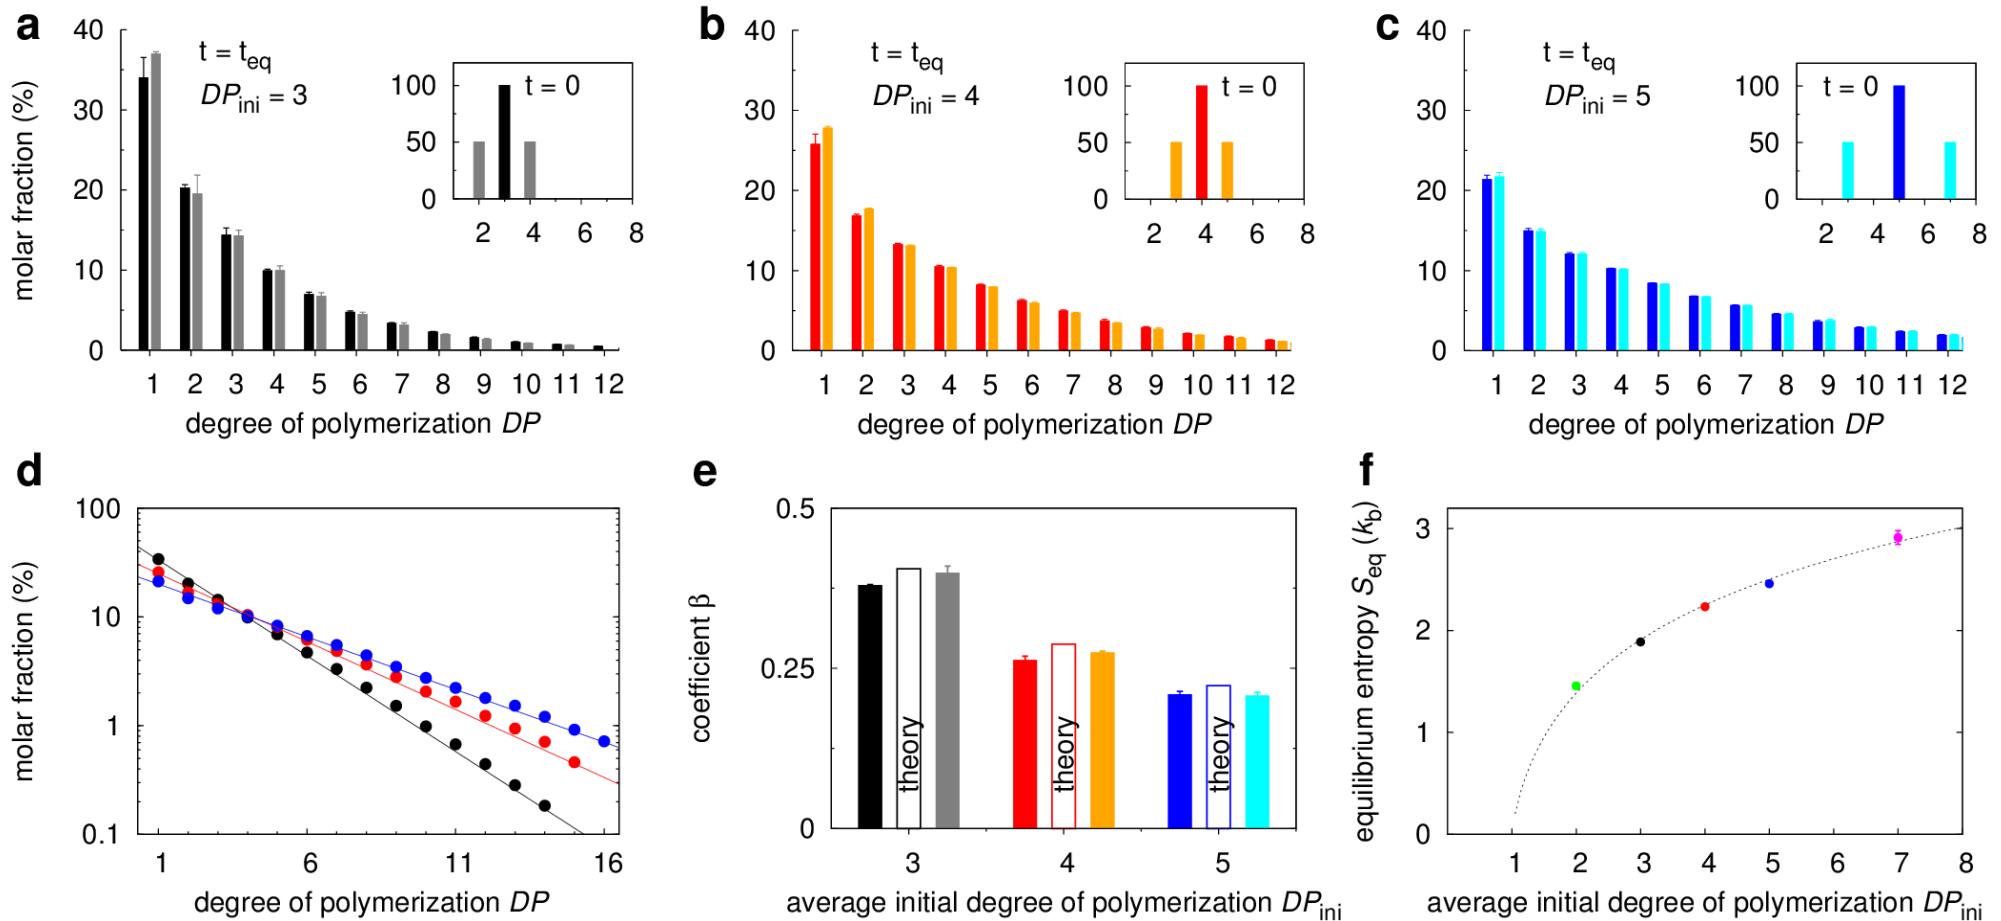 a
40
30
20
10
0
molar fraction (%)
t = teq
DPini = 3
100
50
0
t = 0
2 4 6 8
1 2 3 4 5 6 7 8 9 10 11 12
degree of polymerization DP
b
40
30
20
10
0
t = teq
DPini = 4
100
50
0
t = 0
2 4 6 8
1 2 3 4 5 6 7 8 9 10 11 12
degree of polymerization DP
c
40
30
20
10
0
t = teq
DPini = 5
100
50
0
t = 0
2 4 6 8
1 2 3 4 5 6 7 8 9 10 11 12
degree of polymerization DP
d
100
10
1
0.1
molar fraction (%)
1 6 11 16
degree of polymerization DP
e
0.5
0.25
0
coefficient β
theory
theory
theory
3 4 5
average initial degree of polymerization DPini
f
3
2
1
0
equilibrium entropy Seq (kb)
1 2 3 4 5 6 7 8
average initial degree of polymerization DPini